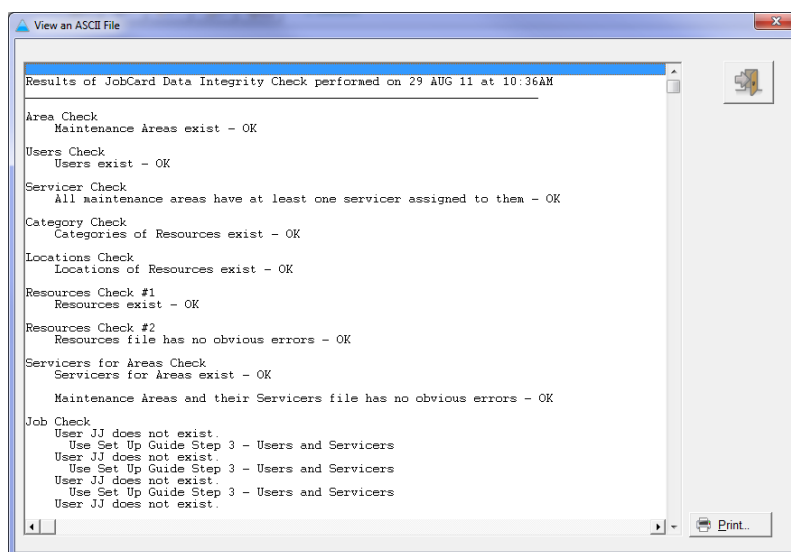 View an ASCII File
Results of JobCard Data Integrity Check performed on 29 AUG 11 at 10:36AM
Area Check
Maintenance Areas exist - OK
Users Check
Users exist - OK
Servicer Check
All maintenance areas have at least one servicer assigned to them - OK
Category Check
Categories of Resources exist - OK
Locations Check
Locations of Resources exist - OK
Resources Check #1
Resources exist - OK
Resources Check #2
Resources file has no obvious errors - OK
Servicers for Areas Check
Servicers for Areas exist - OK
Maintenance Areas and their Servicers file has no obvious errors - OK
Job Check
User JJ does not exist.
Use Set Up Guide Step 3 - Users and Servicers
User JJ does not exist.
Use Set Up Guide Step 3 - Users and Servicers
User JJ does not exist.
Use Set Up Guide Step 3 - Users and Servicers
User JJ does not exist.
Print...